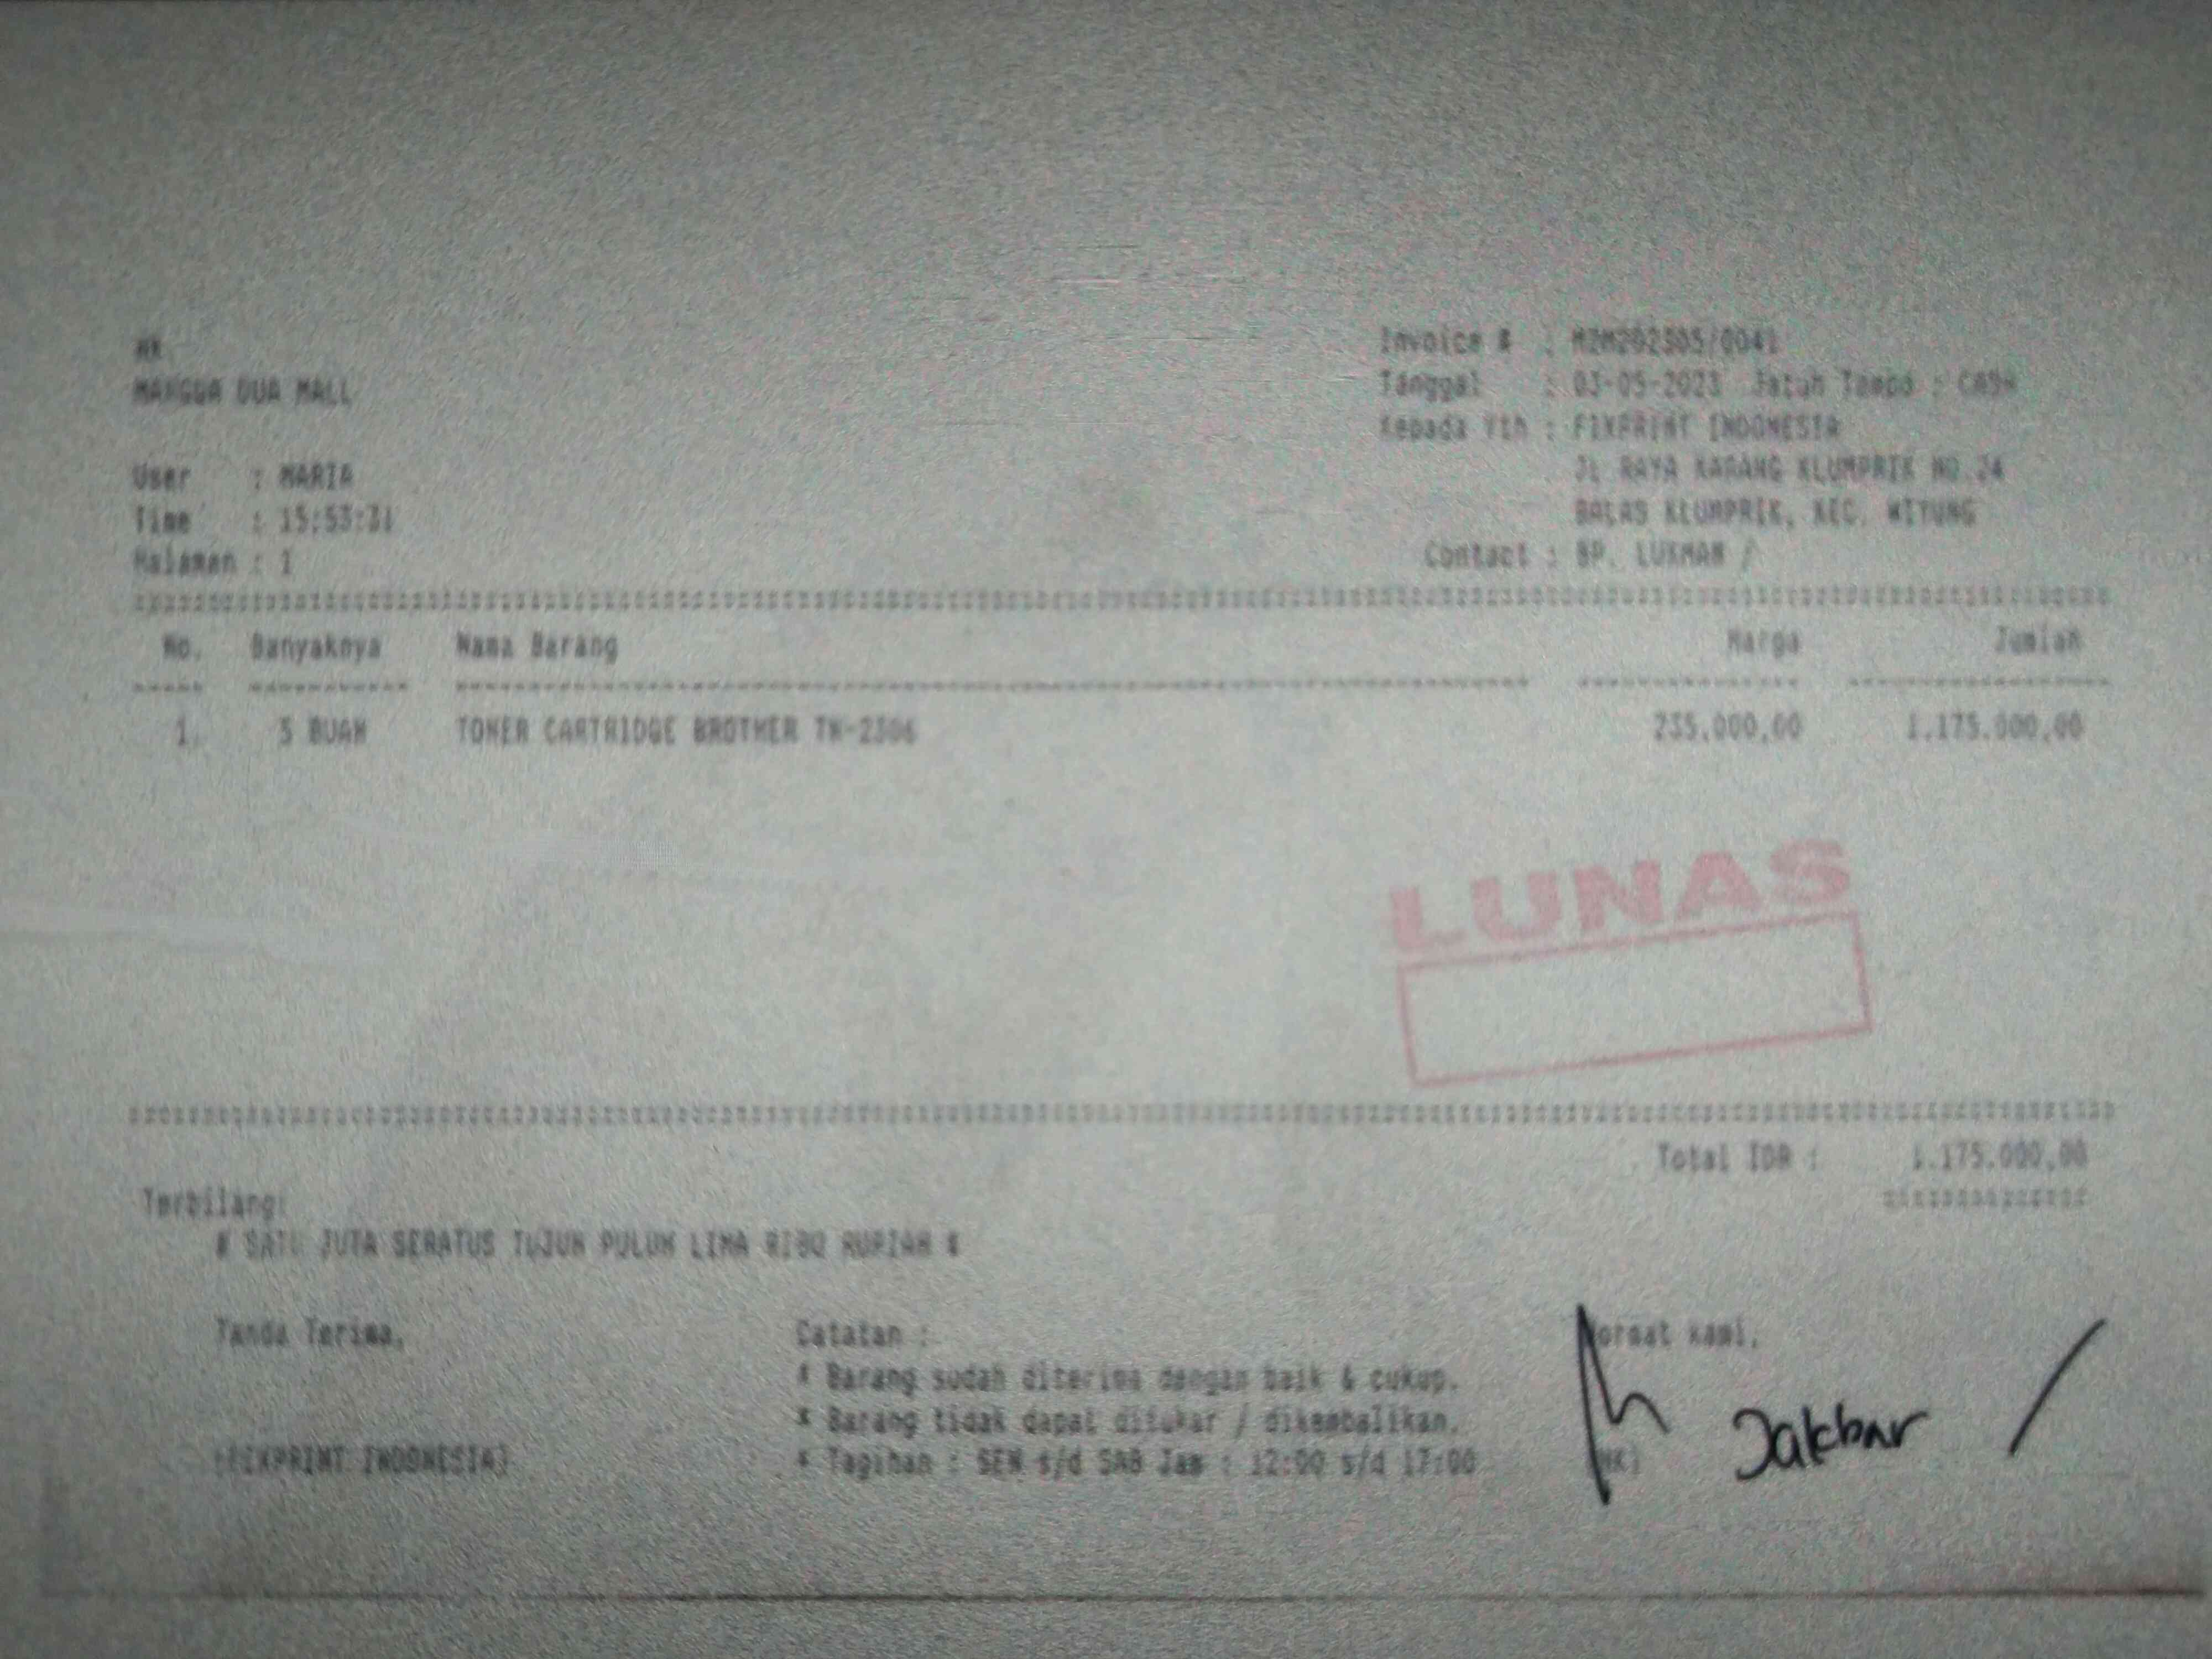 MANGGA DUA MALL
User : MARIA
Time : 15:53:31
Halaman : 1
Invoice # : M2M202305/0041
Tanggal : 03-05-2023 Jatuh Tempo : CASH
Kepada Yth : FIXPRINT INDONESIA
JL RAYA KARANG KLUMPRIK NO.24
BALAS KLUMPRIK, KEC. WIYUNG
Contact : BP. LUKMAN /
No. Banyaknya Nama Barang Harga Jumlah
1. 5 BUAH TONER CARTRIDGE BROTHER TN-2306 235.000,00 1.175.000,00
LUNAS
Total IDR : 1.175.000,00
Terbilang:
# SATU JUTA SERATUS TUJUH PULUH LIMA RIBU RUPIAH #
Tanda Terima, Catatan : Hormat kami,
* Barang sudah diterima dengan baik & cukup.
* Barang tidak dapat ditukar / dikembalikan.
Jakbar
(FIXPRINT INDONESIA) * Tagihan : SEN s/d SAB Jam : 12:00 s/d 17:00